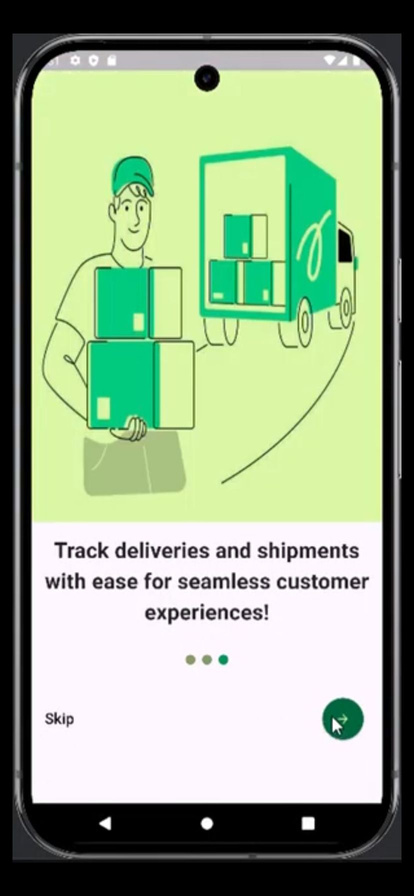 Track deliveries and shipments
with ease for seamless customer
experiences!
Skip